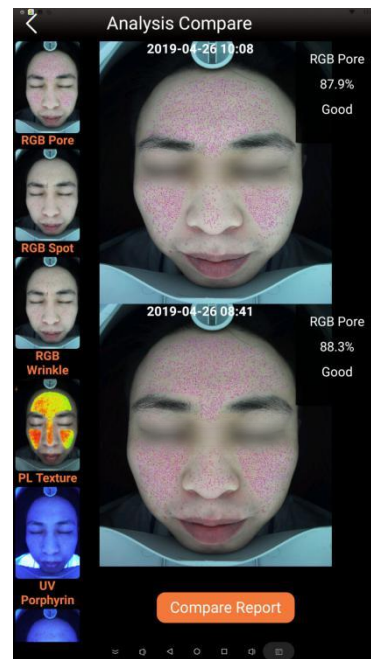 Analysis Compare
2019-04-26 10:08
RGB Pore
87.9%
Good
RGB Pore
RGB Spot
RGB
Wrinkle
PL Texture
UV
Porphyrin
2019-04-26 08:41
RGB Pore
88.3%
Good
Compare Report